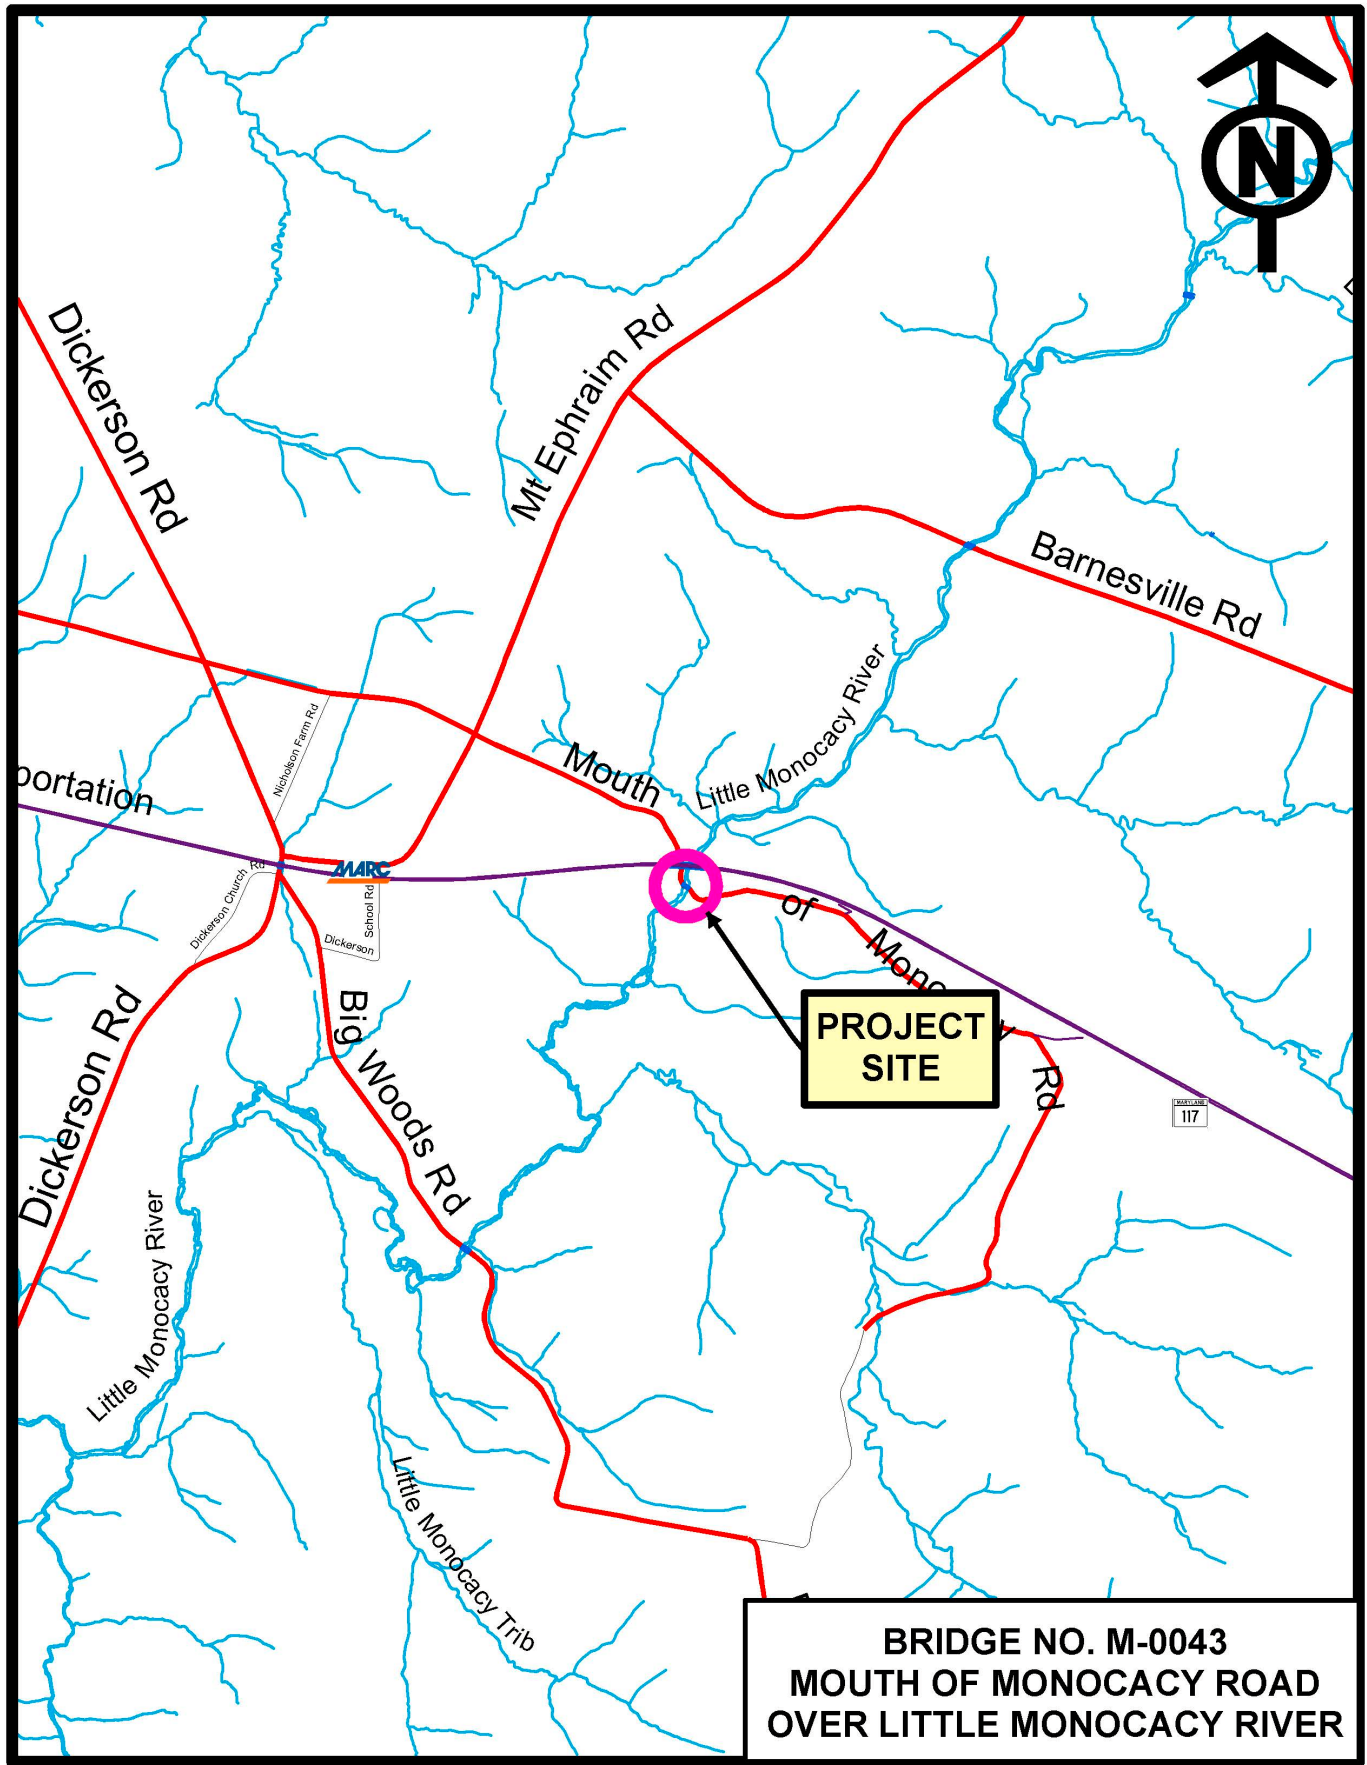 N
Dickerson Rd
Mt Ephraim Rd
Barnesville Rd
Little Monocacy River
Nicholson Farm Rd
Mouth
portation
MARC
Dickerson Church Rd
School Rd
Dickerson
of
Rd
PROJECT
SITE
MARYLAND
117
Big Woods Rd
Dickerson Rd
Little Monocacy River
Little Monocacy Trib
BRIDGE NO. M-0043
MOUTH OF MONOCACY ROAD
OVER LITTLE MONOCACY RIVER